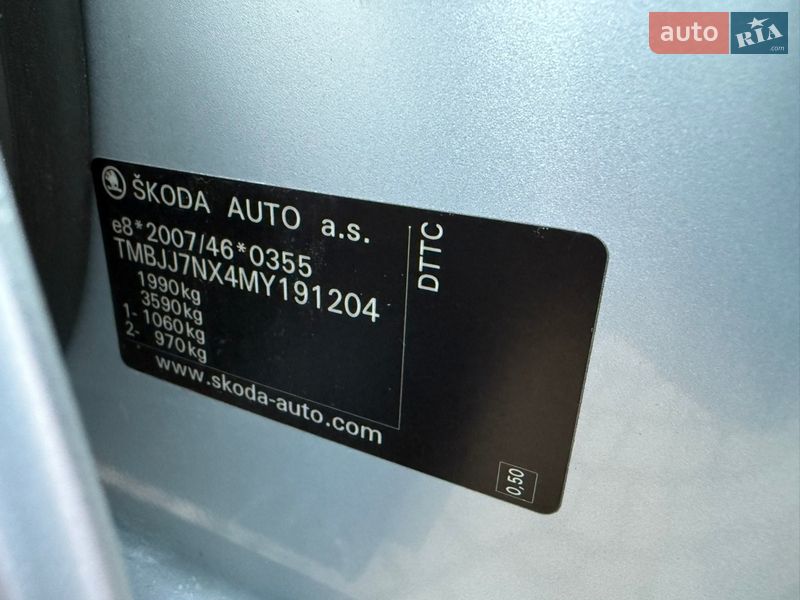 auto RIA.com
ŠKODA AUTO a.s.
e8*2007/46*0355
TMBJJ7NX4MY191204
1990kg
3590kg
1- 1060kg
2- 970kg
www.skoda-auto.com
DTTC
0,50